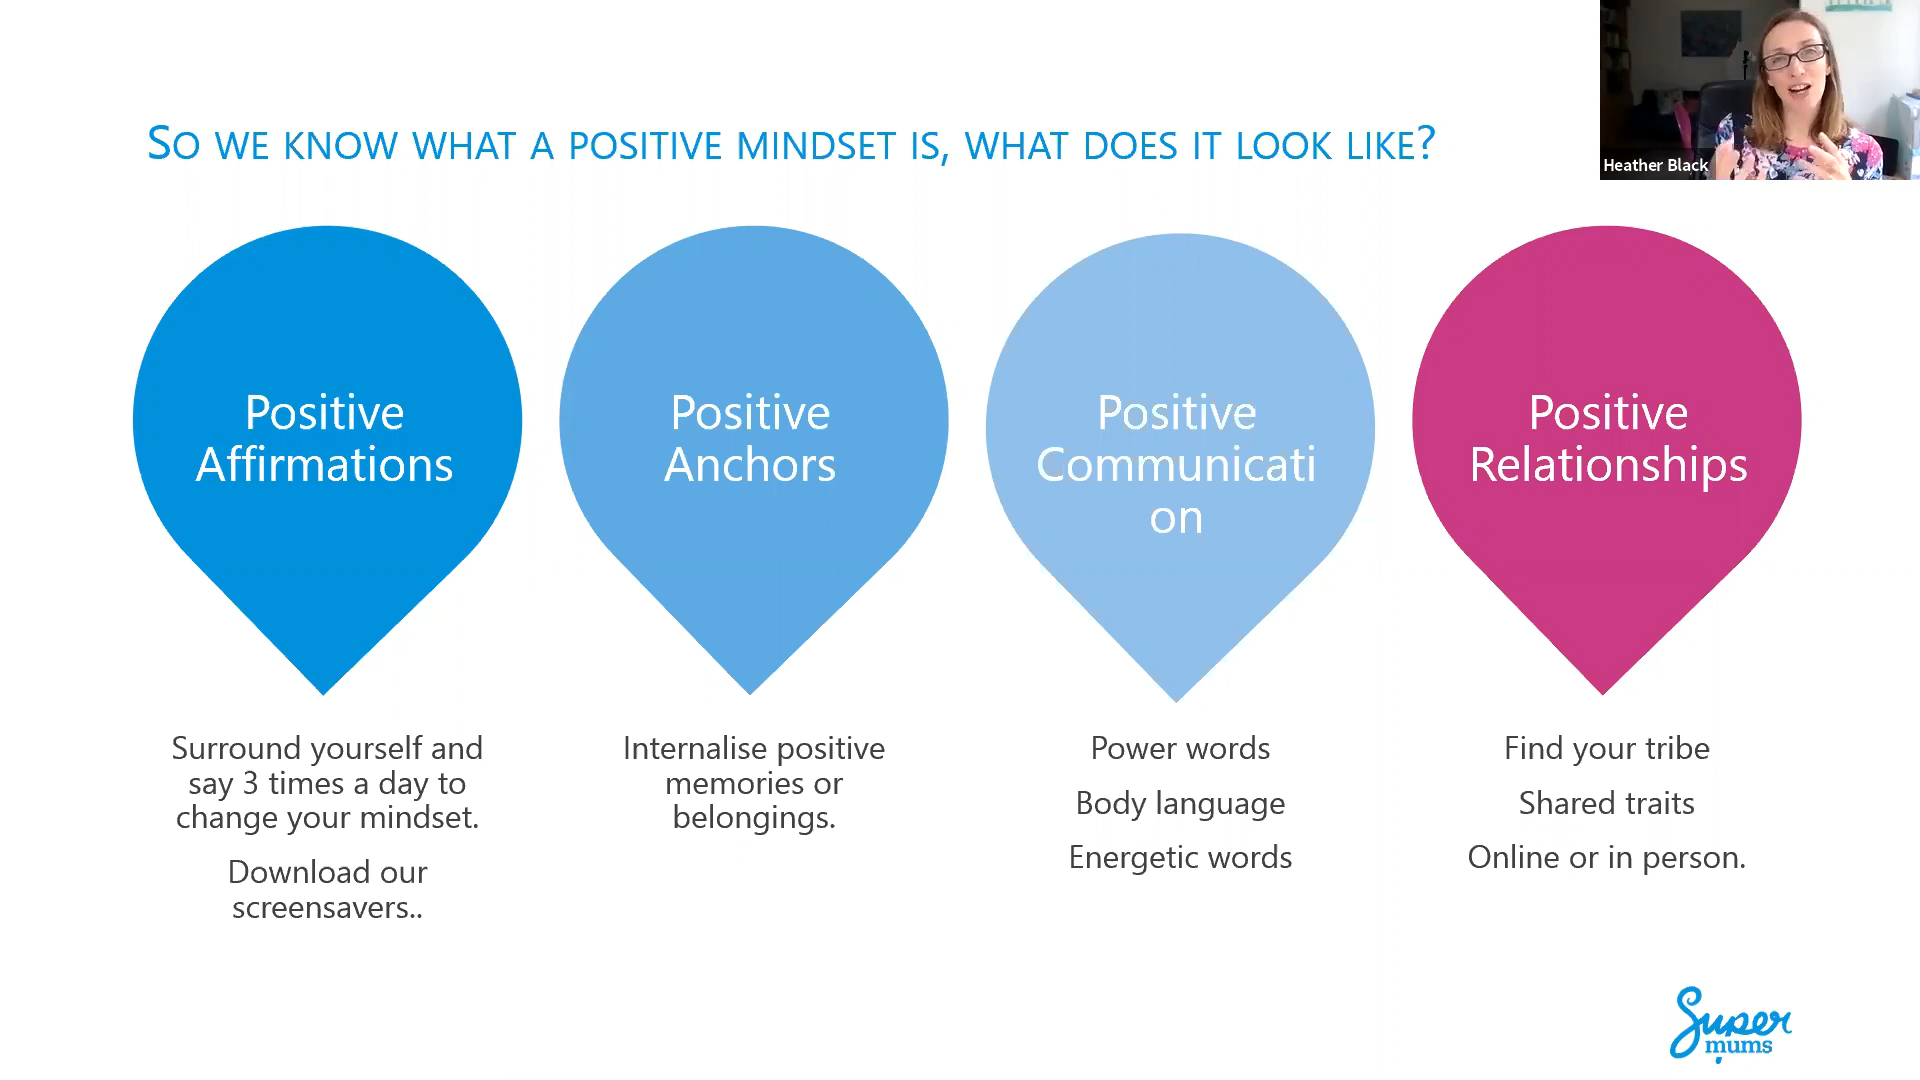 So we know what a positive mindset is, what does it look like?
Heather Black
Positive
Affirmations
Positive
Anchors
Positive
Communicati
on
Positive
Relationships
Surround yourself and
say 3 times a day to
change your mindset.
Download our
screensavers..
Internalise positive
memories or
belongings.
Power words
Body language
Energetic words
Find your tribe
Shared traits
Online or in person.
Super
mums